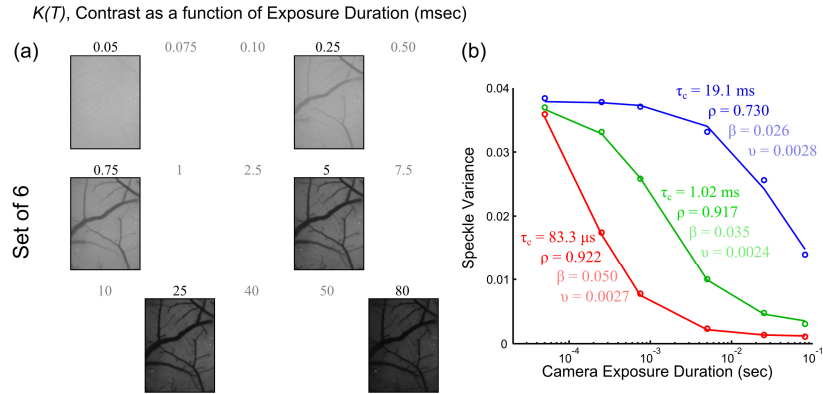 K(T), Contrast as a function of Exposure Duration (msec)
(a)
0.05 0.075 0.10 0.25 0.50
0.75 1 2.5 5 7.5
10 25 40 50 80
Set of 6
(b)
0.04
0.03
0.02
0.01
0
Speckle Variance
τc = 19.1 ms
ρ = 0.730
β = 0.026
υ = 0.0028
τc = 1.02 ms
ρ = 0.917
β = 0.035
υ = 0.0024
τc = 83.3 μs
ρ = 0.922
β = 0.050
υ = 0.0027
10-4 10-3 10-2 10-1
Camera Exposure Duration (sec)